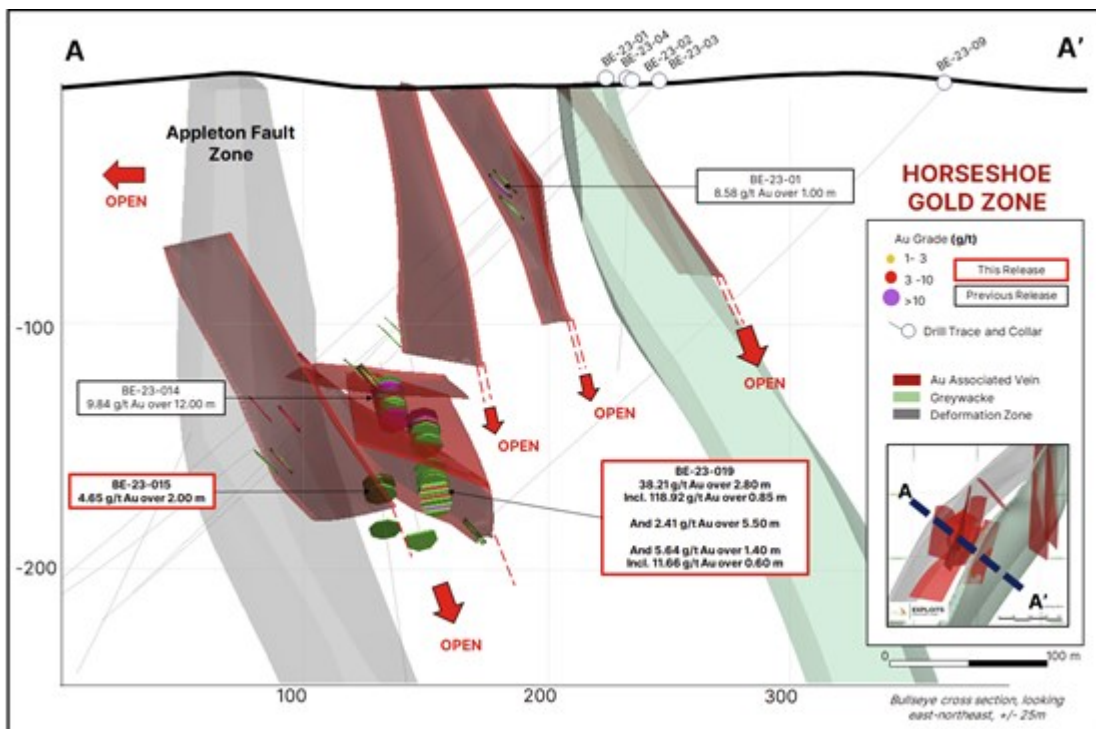 A
A'
BE-23-01
BE-23-04
BE-23-02
BE-23-03
BE-23-09
Appleton Fault
Zone
OPEN
BE-23-01
8.58 g/t Au over 1.00 m
HORSESHOE
GOLD ZONE
Au Grade (g/t)
1- 3
3 -10
>10
This Release
Previous Release
Drill Trace and Collar
Au Associated Vein
Greywacke
Deformation Zone
-100
OPEN
OPEN
OPEN
BE-23-014
9.84 g/t Au over 12.00 m
BE-23-015
4.65 g/t Au over 2.00 m
BE-23-019
38.21 g/t Au over 2.80 m
Incl. 118.92 g/t Au over 0.85 m
And 2.41 g/t Au over 5.50 m
And 5.64 g/t Au over 1.40 m
Incl. 11.66 g/t Au over 0.60 m
-200
OPEN
A
A'
EXPLOITS
0
100 m
100
200
300
Bullseye cross section, looking
east-northeast, +/- 25m